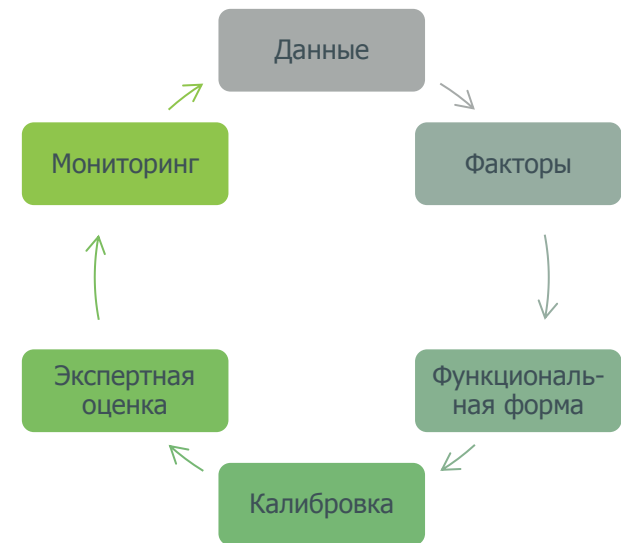 Данные
Факторы
Функциональ-
ная форма
Калибровка
Экспертная
оценка
Мониторинг